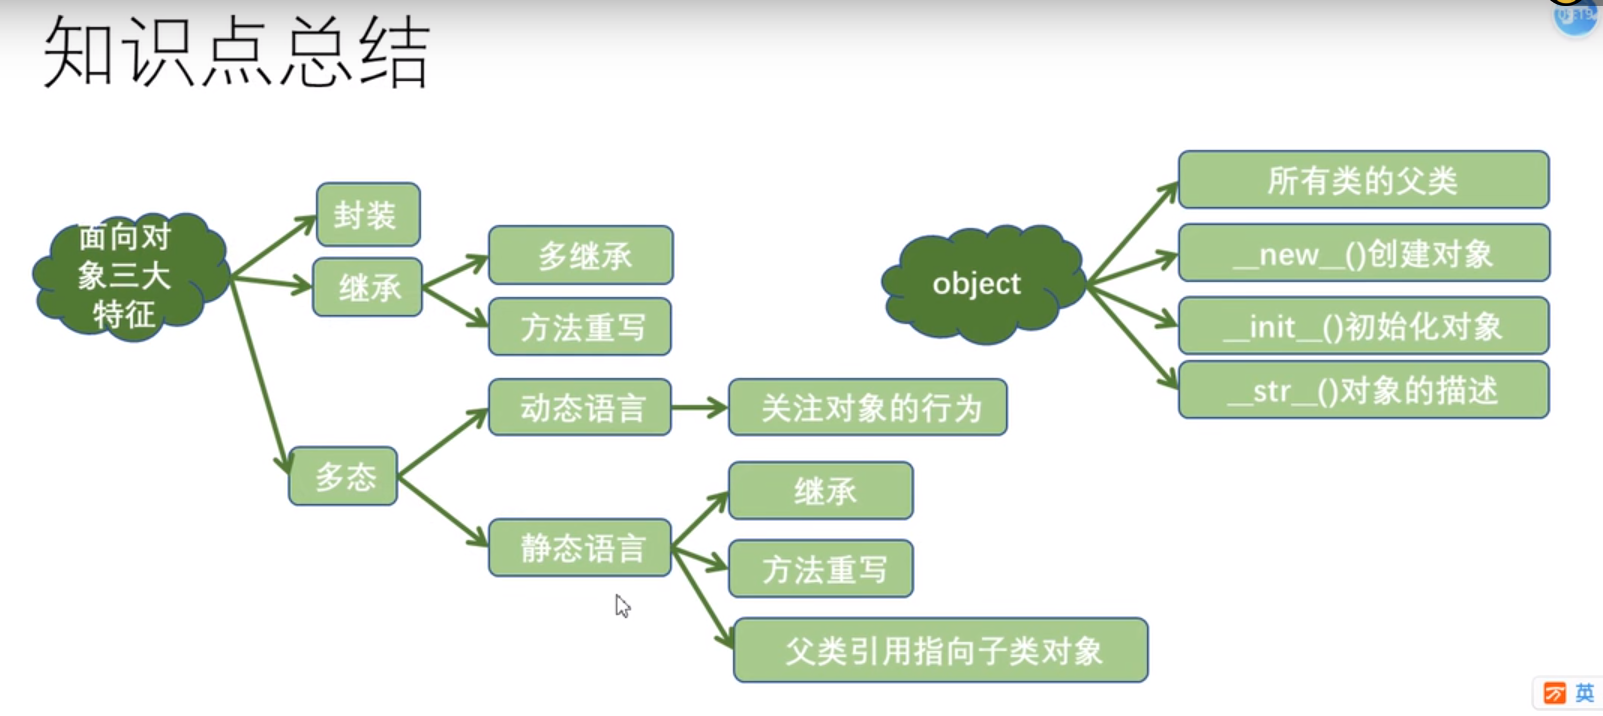 知识点总结
面向对
象三大
特征
封装
继承
多继承
方法重写
多态
动态语言
关注对象的行为
静态语言
继承
方法重写
父类引用指向子类对象
object
所有类的父类
__new__()创建对象
__init__()初始化对象
__str__()对象的描述
英